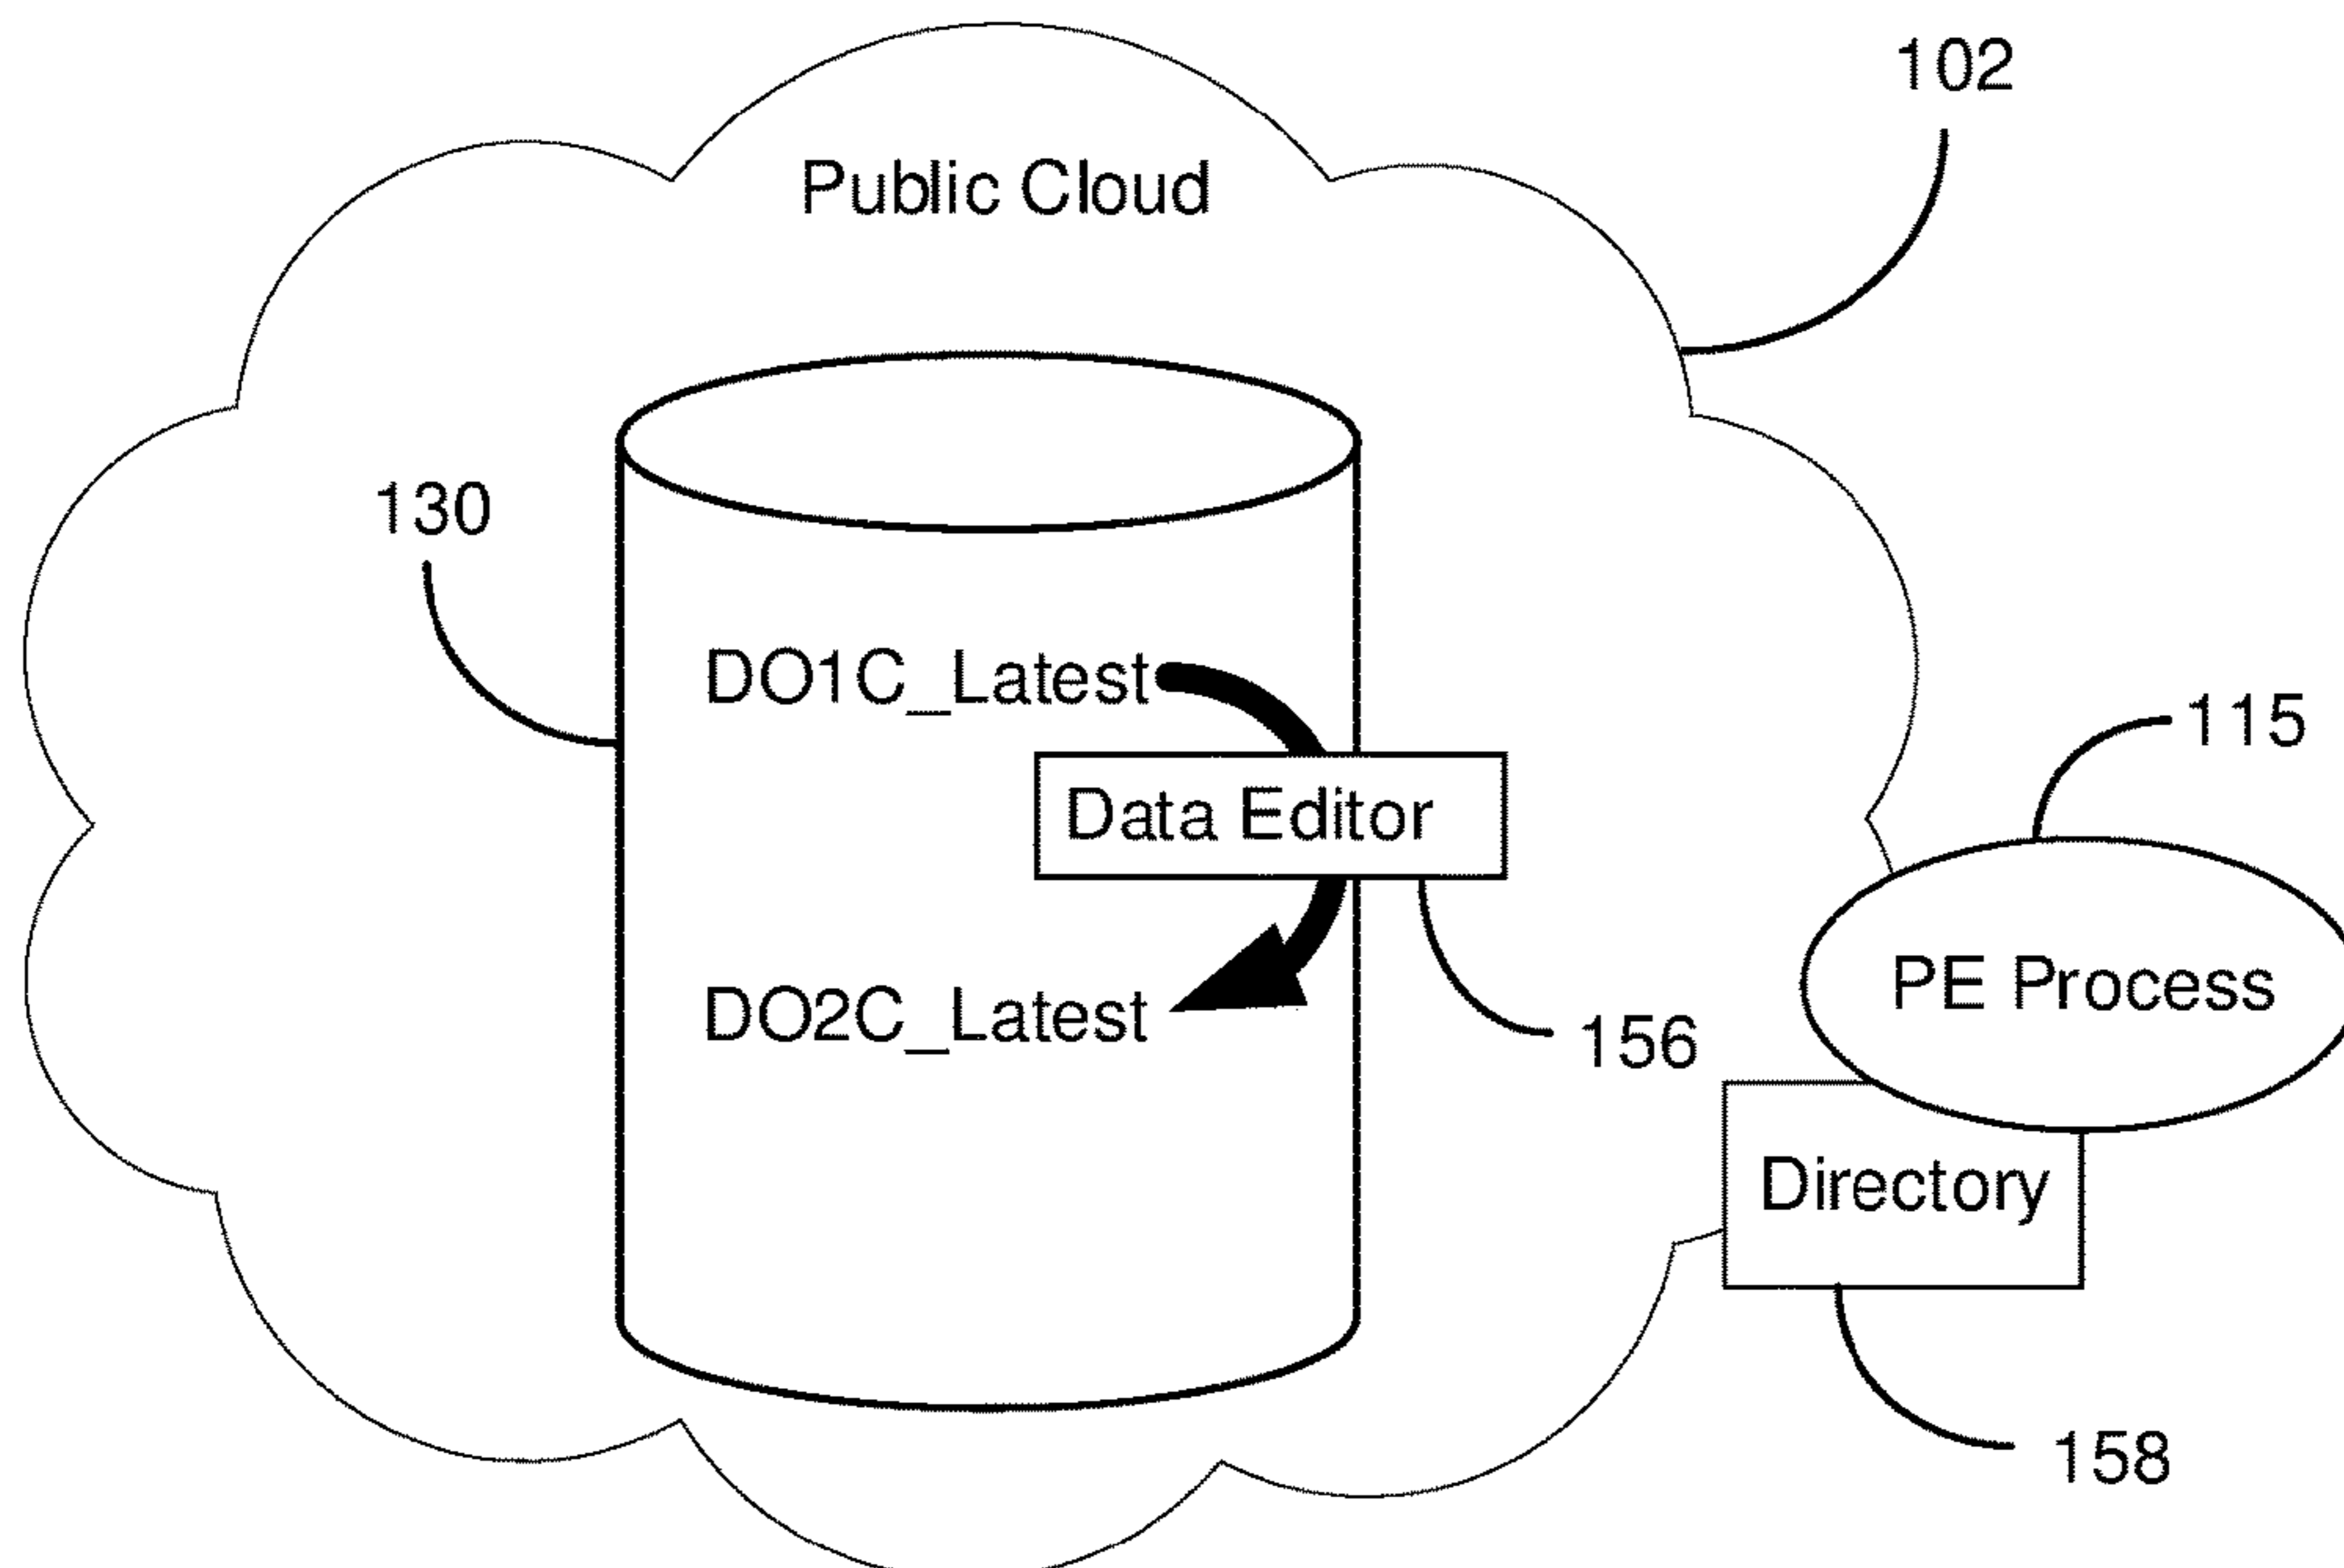 102
Public Cloud
130
DO1C_Latest
115
Data Editor
PE Process
DO2C_Latest
156
Directory
158